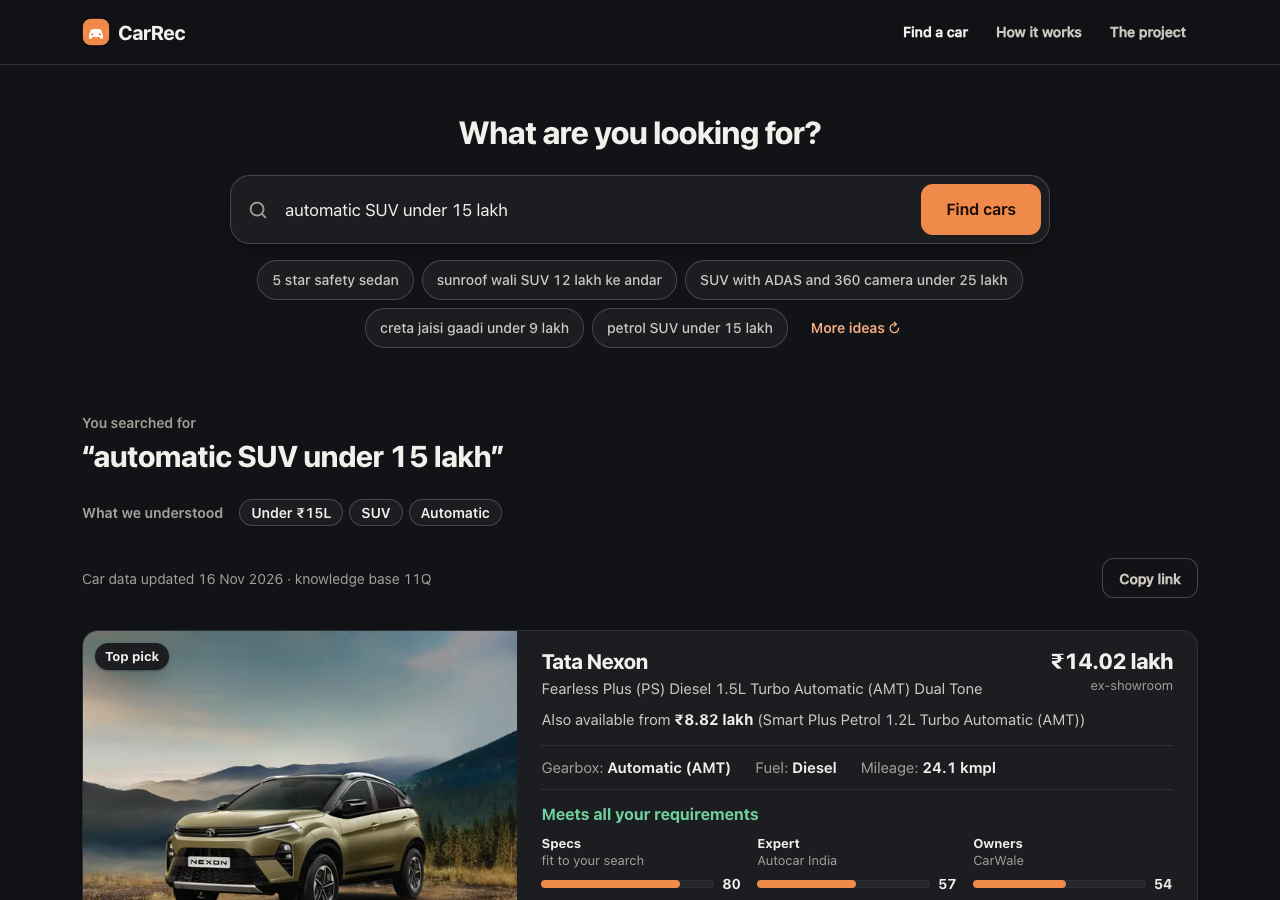 CarRec
Find a car
How it works
The project
What are you looking for?
automatic SUV under 15 lakh
Find cars
5 star safety sedan
sunroof wali SUV 12 lakh ke andar
SUV with ADAS and 360 camera under 25 lakh
creta jaisi gaadi under 9 lakh
petrol SUV under 15 lakh
More ideas ↻
You searched for
“automatic SUV under 15 lakh”
What we understood
Under ₹15L
SUV
Automatic
Car data updated 16 Nov 2026 · knowledge base 11Q
Copy link
Top pick
NEXON
Tata Nexon
₹14.02 lakh
Fearless Plus (PS) Diesel 1.5L Turbo Automatic (AMT) Dual Tone
ex-showroom
Also available from ₹8.82 lakh (Smart Plus Petrol 1.2L Turbo Automatic (AMT))
Gearbox: Automatic (AMT)
Fuel: Diesel
Mileage: 24.1 kmpl
Meets all your requirements
Specs
fit to your search
80
Expert
Autocar India
57
Owners
CarWale
54